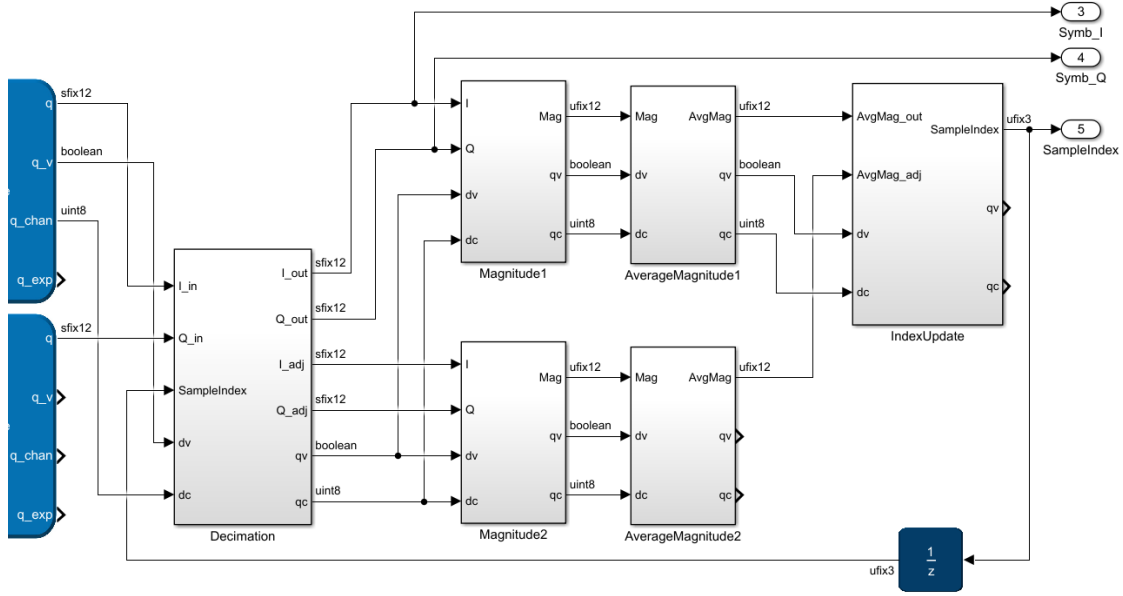 3
Symb_I
4
Symb_Q
5
SampleIndex
q
sfix12
q_v
boolean
q_chan
uint8
q_exp
e
q
sfix12
q_v
q_chan
q_exp
e
I_in
Q_in
SampleIndex
dv
dc
I_out
Q_out
I_adj
Q_adj
qv
qc
Decimation
sfix12
sfix12
sfix12
sfix12
boolean
uint8
I
Q
dv
dc
Mag
qv
qc
Magnitude1
ufix12
boolean
uint8
Mag
dv
dc
AvgMag
qv
qc
AverageMagnitude1
ufix12
boolean
uint8
AvgMag_out
AvgMag_adj
dv
dc
SampleIndex
qv
qc
IndexUpdate
ufix3
I
Q
dv
dc
Mag
qv
qc
Magnitude2
ufix12
boolean
uint8
Mag
dv
dc
AvgMag
qv
qc
AverageMagnitude2
ufix12
1
z
ufix3